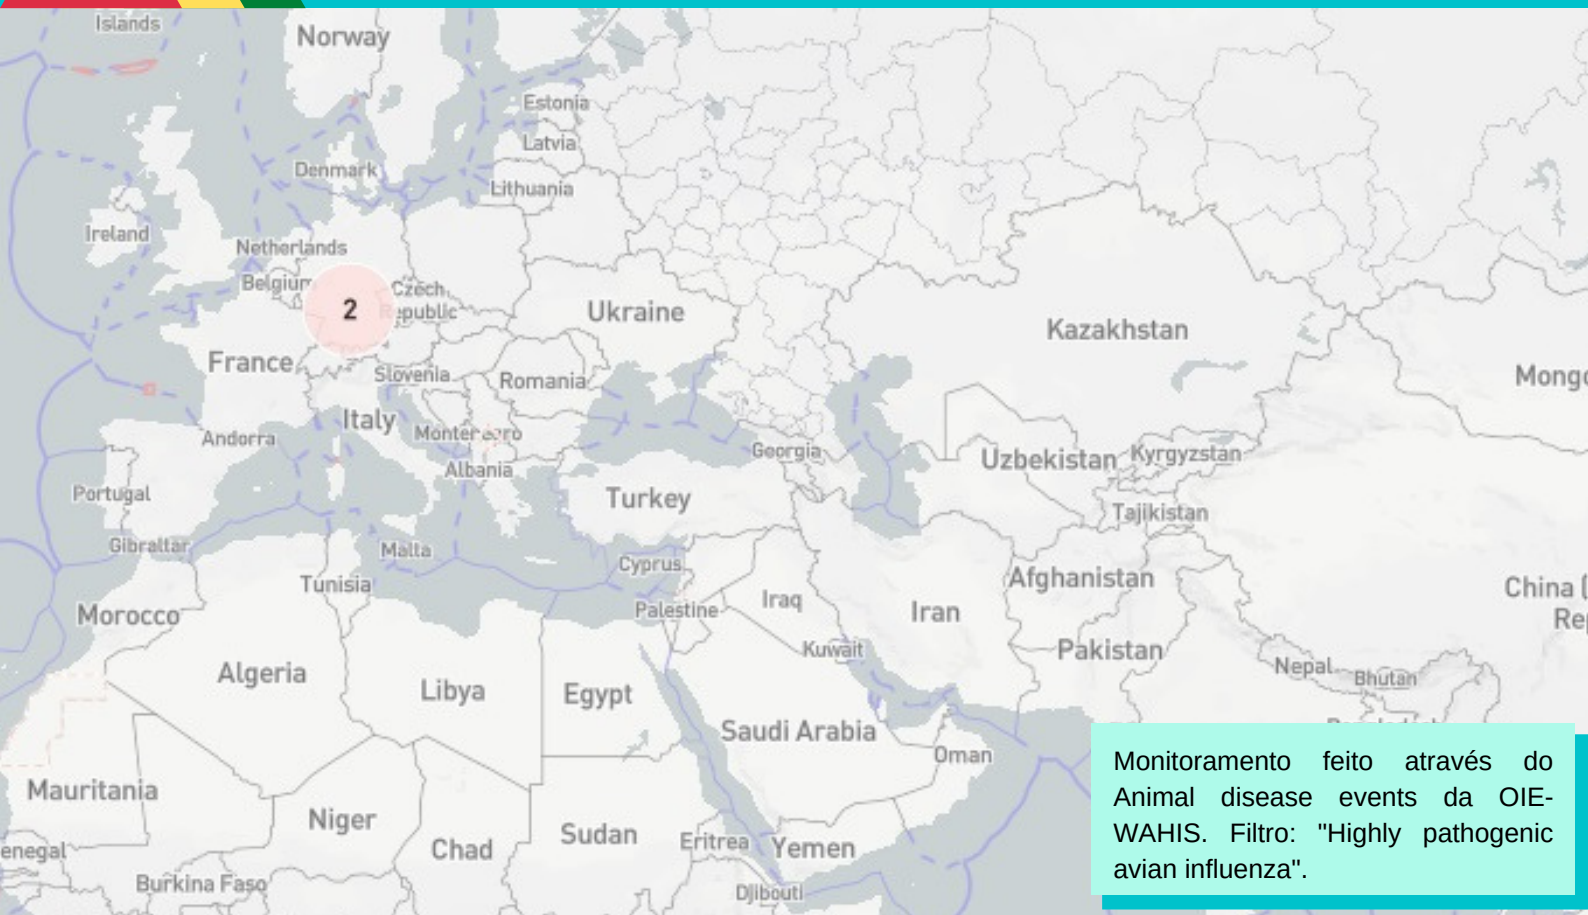 Islands
Norway
Estonia
Latvia
Denmark
Lithuania
Ireland
Netherlands
Belgium
Czech
Republic
2
Ukraine
Kazakhstan
France
Slovenia
Romania
Mongo
Italy
Andorra
Montenegro
Georgia
Uzbekistan
Kyrgyzstan
Albania
Portugal
Turkey
Tajikistan
Gibraltar
Malta
Cyprus
Tunisia
Afghanistan
China (
Rep
Morocco
Palestine
Iraq
Iran
Kuwait
Pakistan
Algeria
Nepal
Bhutan
Libya
Egypt
Saudi Arabia
Oman
Mauritania
Niger
Chad
Sudan
Eritrea
Yemen
enegal
Burkina Faso
Djibouti
Monitoramento feito através do
Animal disease events da OIE-
WAHIS. Filtro: "Highly pathogenic
avian influenza".